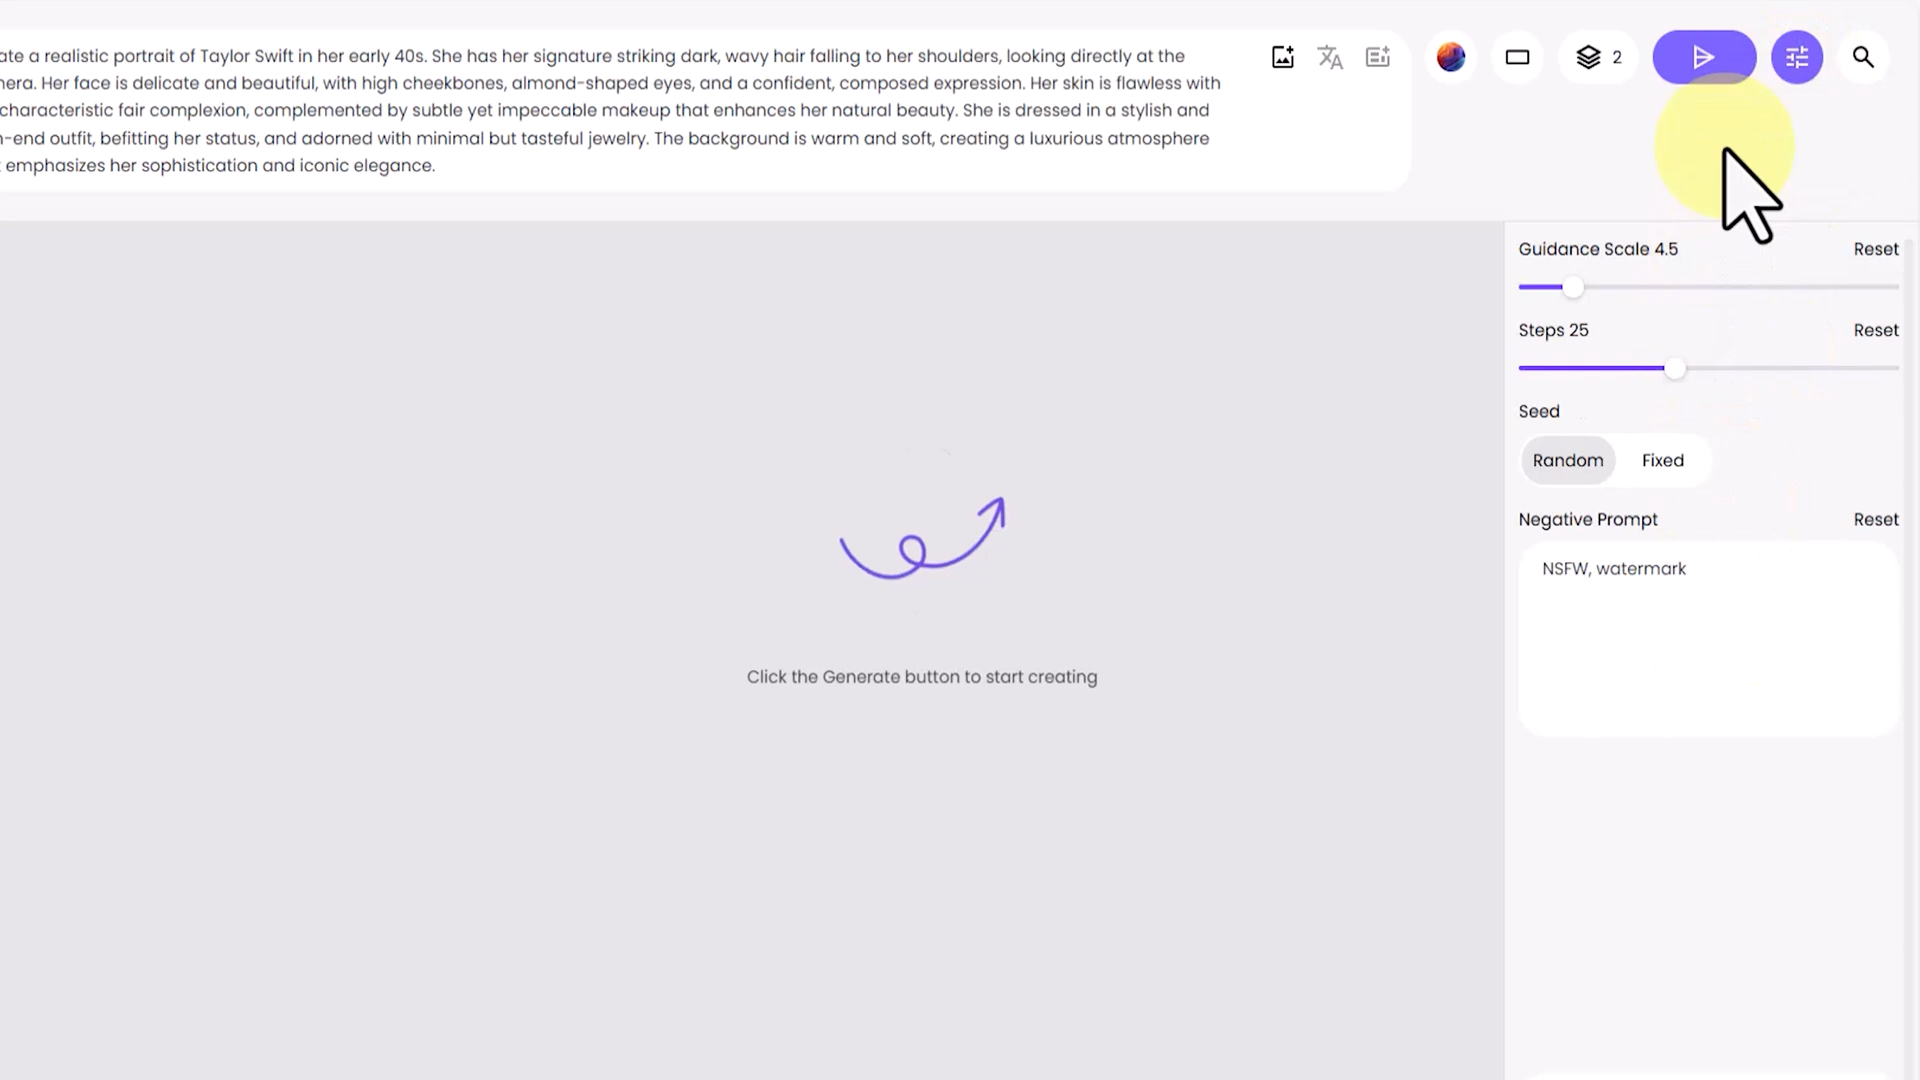 ate a realistic portrait of Taylor Swift in her early 40s. She has her signature striking dark, wavy hair falling to her shoulders, looking directly at the
nera. Her face is delicate and beautiful, with high cheekbones, almond-shaped eyes, and a confident, composed expression. Her skin is flawless with
characteristic fair complexion, complemented by subtle yet impeccable makeup that enhances her natural beauty. She is dressed in a stylish and
-end outfit, befitting her status, and adorned with minimal but tasteful jewelry. The background is warm and soft, creating a luxurious atmosphere
emphasizes her sophistication and iconic elegance.
2
Guidance Scale 4.5 Reset
Steps 25 Reset
Seed
Random Fixed
Negative Prompt Reset
NSFW, watermark
Click the Generate button to start creating